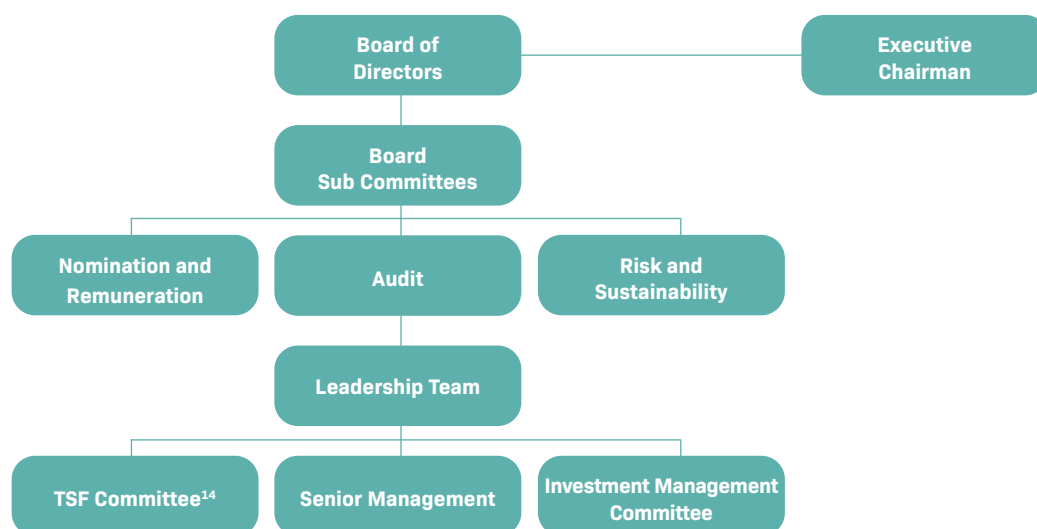 Board of
Directors
Executive
Chairman
Board
Sub Committees
Nomination and
Remuneration
Audit
Risk and
Sustainability
Leadership Team
TSF Committee¹⁴
Senior Management
Investment Management
Committee